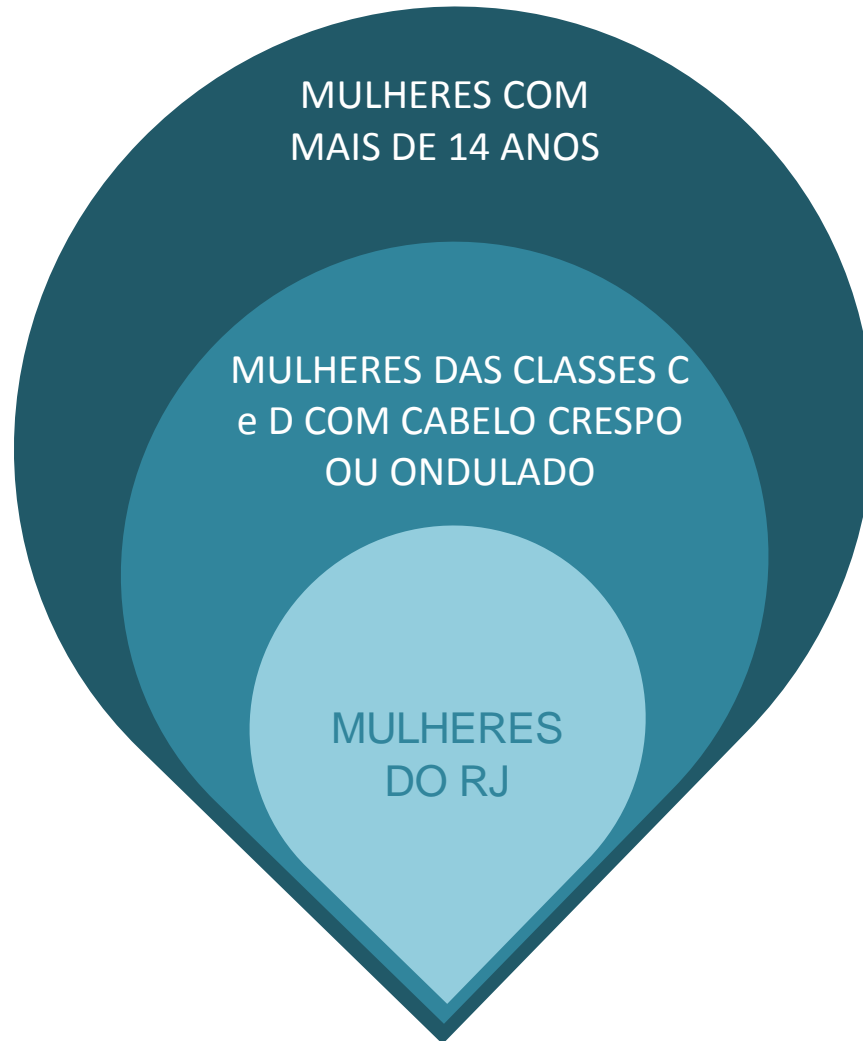 MULHERES COM
MAIS DE 14 ANOS
MULHERES DAS CLASSES C
e D COM CABELO CRESPO
OU ONDULADO
MULHERES
DO RJ